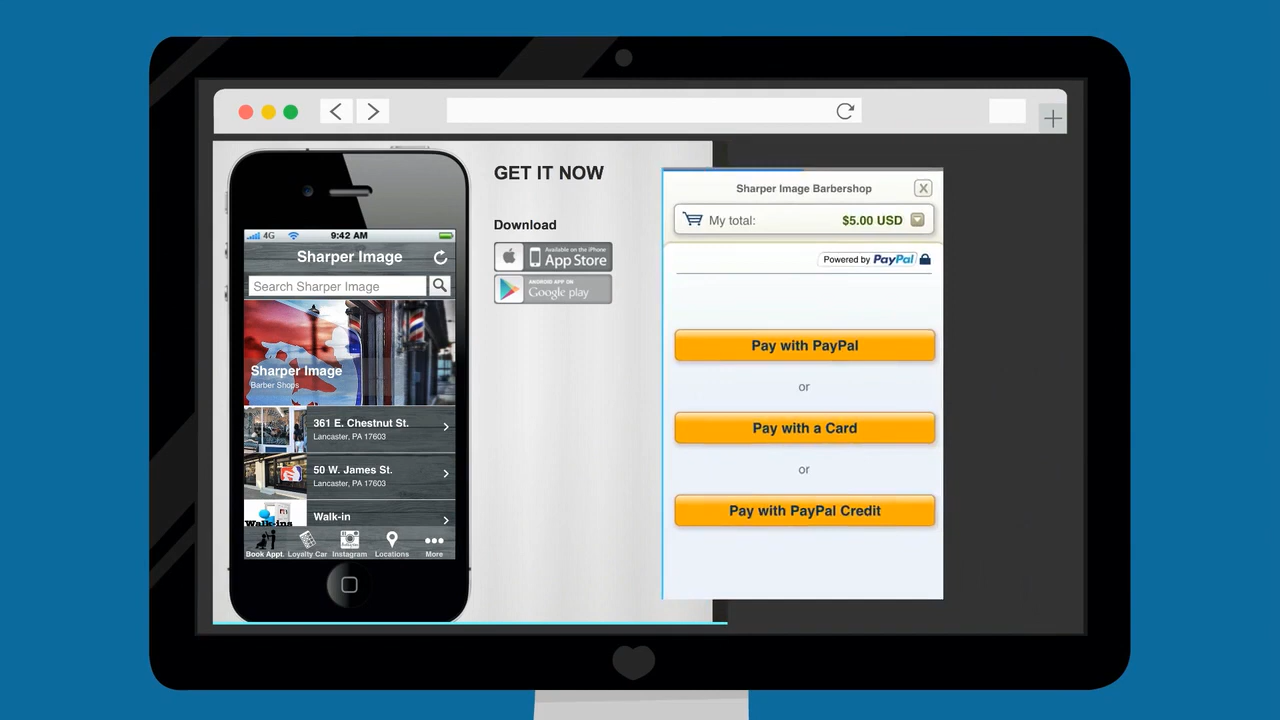 4G
9:42 AM
Sharper Image
Search Sharper Image
Sharper Image
Barber Shops
361 E. Chestnut St.
Lancaster, PA 17603
50 W. James St.
Lancaster, PA 17603
Walk-ins
Walk-in
Book Appt.
Loyalty Car
Instagram
Locations
More
GET IT NOW
Download
Available on the iPhone
App Store
ANDROID APP ON
Google play
Sharper Image Barbershop
X
My total:
$5.00 USD
Powered by PayPal
Pay with PayPal
or
Pay with a Card
or
Pay with PayPal Credit